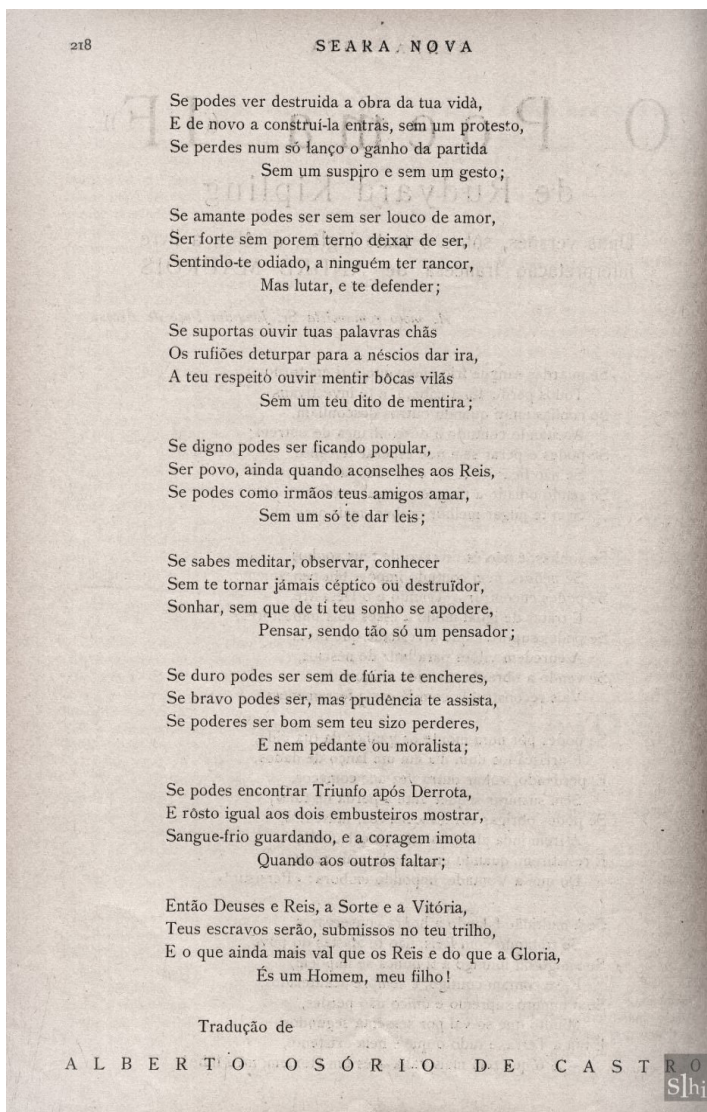 218
SEARA NOVA
Se podes ver destruida a obra da tua vida,
E de novo a construí-la entras, sem um protesto,
Se perdes num só lanço o ganho da partida
Sem um suspiro e sem um gesto;
Se amante podes ser sem ser louco de amor,
Ser forte sem porem terno deixar de ser,
Sentindo-te odiado, a ninguém ter rancor,
Mas lutar, e te defender;
Se suportas ouvir tuas palavras chãs
Os rufiões deturpar para a néscios dar ira,
A teu respeito ouvir mentir bôcas vilãs
Sem um teu dito de mentira;
Se digno podes ser ficando popular,
Ser povo, ainda quando aconselhes aos Reis,
Se podes como irmãos teus amigos amar,
Sem um só te dar leis;
Se sabes meditar, observar, conhecer
Sem te tornar jámais céptico ou destruïdor,
Sonhar, sem que de ti teu sonho se apodere,
Pensar, sendo tão só um pensador;
Se duro podes ser sem de fúria te encheres,
Se bravo podes ser, mas prudência te assista,
Se poderes ser bom sem teu sizo perderes,
E nem pedante ou moralista;
Se podes encontrar Triunfo após Derrota,
E rôsto igual aos dois embusteiros mostrar,
Sangue-frio guardando, e a coragem imota
Quando aos outros faltar;
Então Deuses e Reis, a Sorte e a Vitória,
Teus escravos serão, submissos no teu trilho,
E o que ainda mais val que os Reis e do que a Gloria,
És um Homem, meu filho!
Tradução de
ALBERTO OSÓRIO DE CASTRO
s|hi